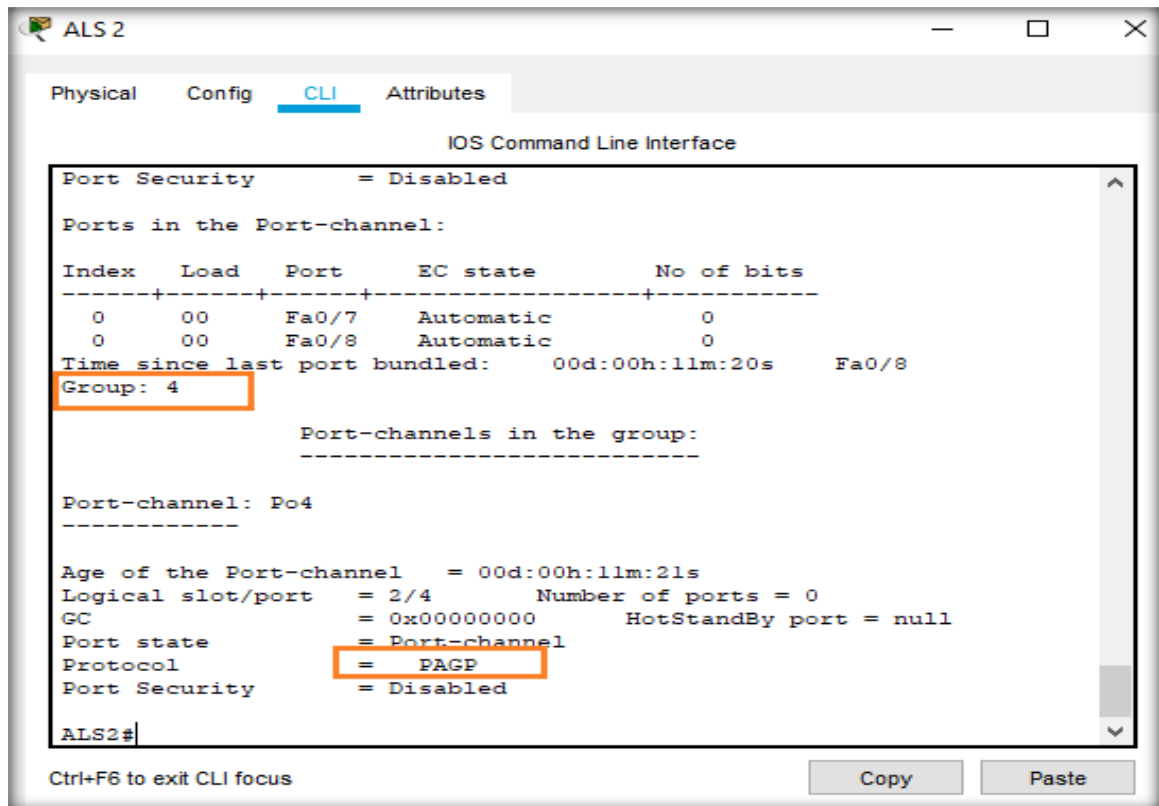 ALS 2
Physical Config CLI Attributes
IOS Command Line Interface
Port Security = Disabled
Ports in the Port-channel:
Index Load Port EC state No of bits
------+------+------+------------------+-----------
0 00 Fa0/7 Automatic 0
0 00 Fa0/8 Automatic 0
Time since last port bundled: 00d:00h:11m:20s Fa0/8
Group: 4
Port-channels in the group:
---------------------------
Port-channel: Po4
------------
Age of the Port-channel = 00d:00h:11m:21s
Logical slot/port = 2/4 Number of ports = 0
GC = 0x00000000 HotStandBy port = null
Port state = Port-channel
Protocol = PAGP
Port Security = Disabled
ALS2#
Ctrl+F6 to exit CLI focus Copy Paste